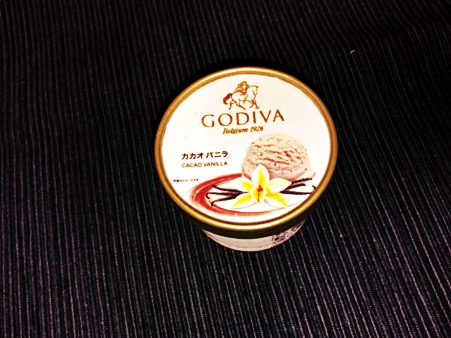 GODIVA
Belgium 1926
カカオ バニラ
CACAO VANILLA